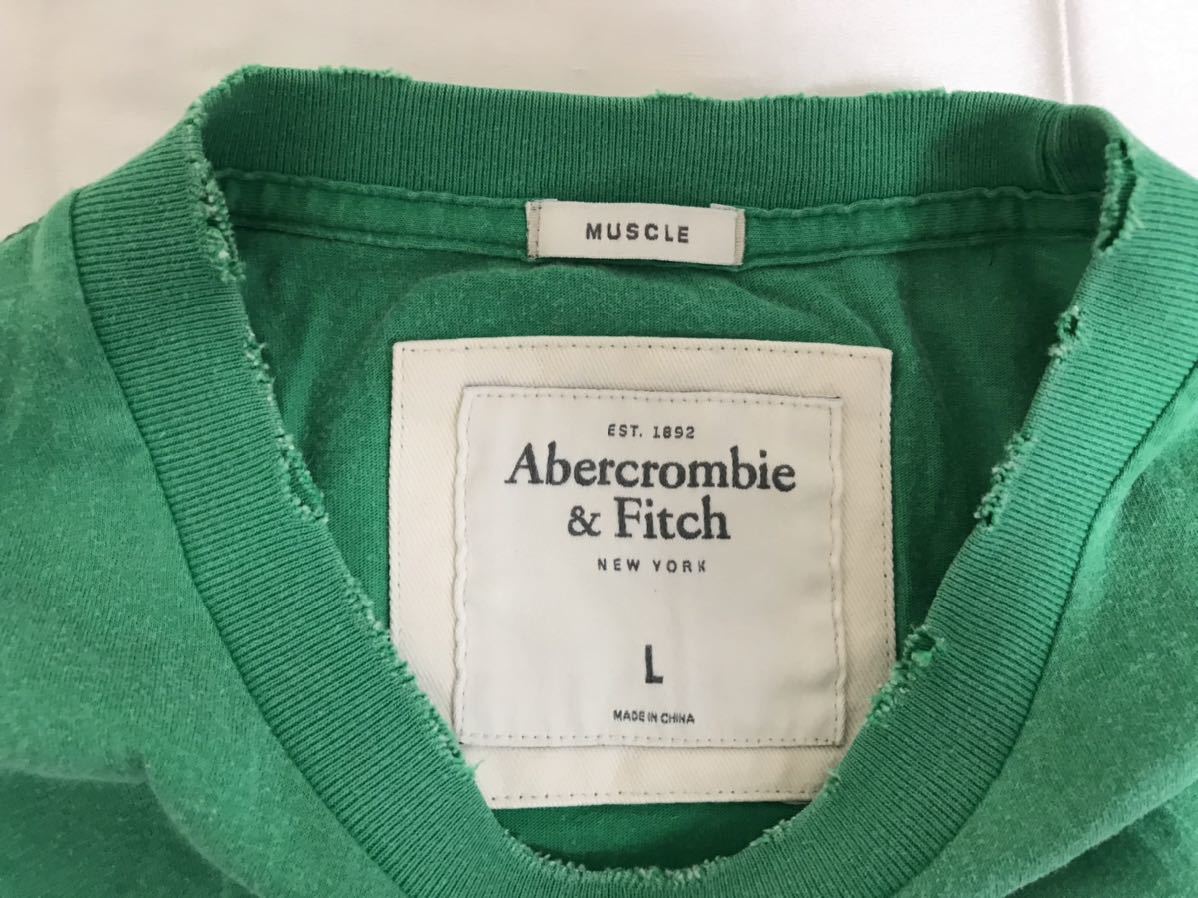 MUSCLE
EST. 1892
Abercrombie
& Fitch
NEW YORK
L
MADE IN CHINA